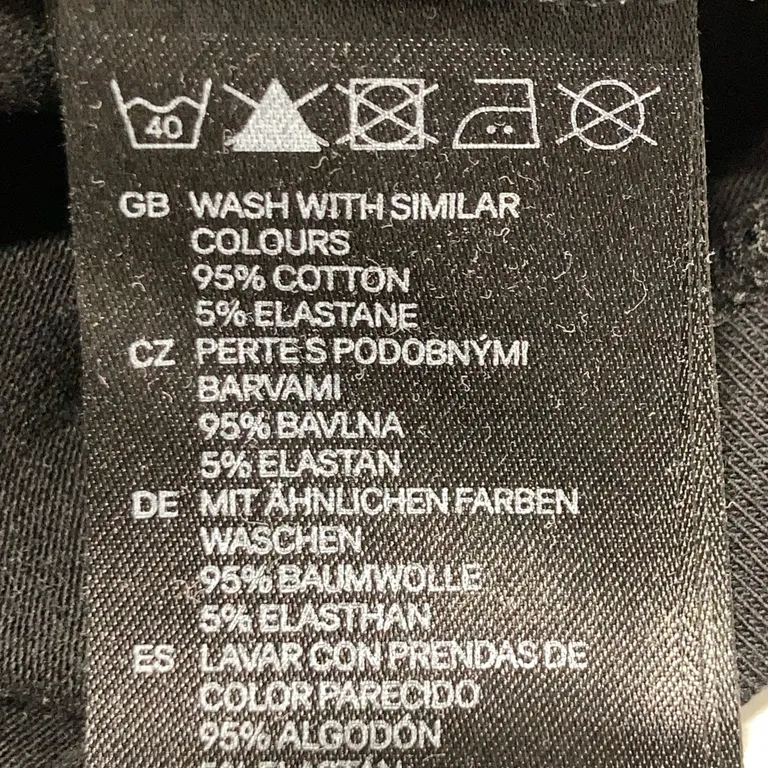 40
GB WASH WITH SIMILAR
COLOURS
95% COTTON
5% ELASTANE
CZ PERTE S PODOBNÝMI
BARVAMI
95% BAVLNA
5% ELASTAN
DE MIT ÄHNLICHEN FARBEN
WASCHEN
95% BAUMWOLLE
5% ELASTHAN
ES LAVAR CON PRENDAS DE
COLOR PARECIDO
95% ALGODÓN